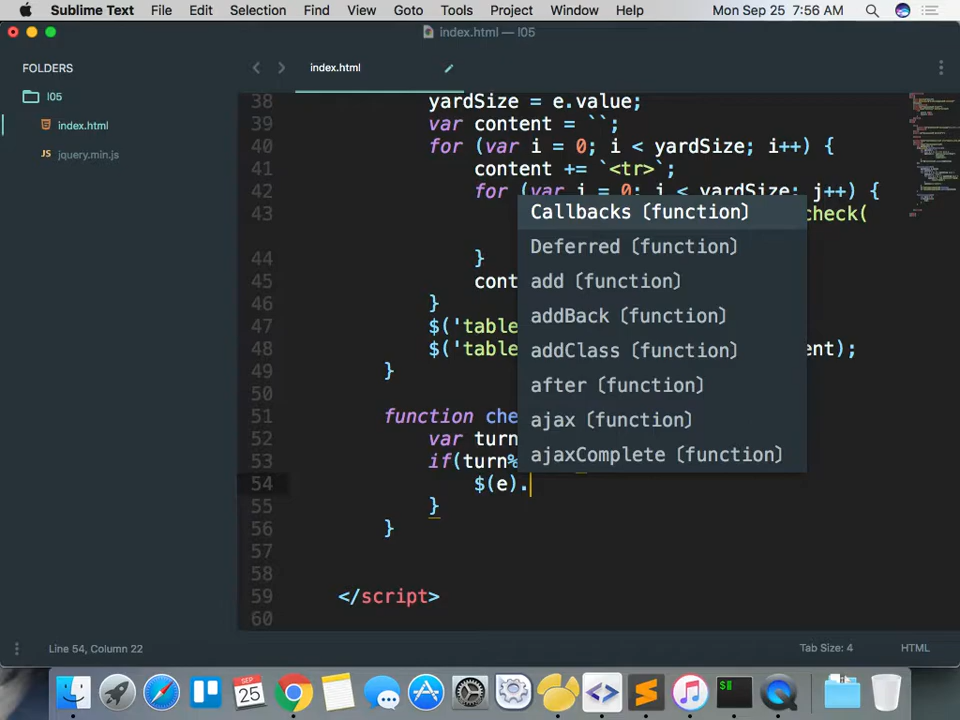 Sublime Text File Edit Selection Find View Goto Tools Project Window Help Mon Sep 25 7:56 AM
index.html — l05
FOLDERS
l05
index.html
JS jquery.min.js
index.html
38 yardSize = e.value;
39 var content = ``;
40 for (var i = 0; i < yardSize; i++) {
41 content += `<tr>`;
42 for (var j = 0; j < yardSize; j++) {
43 check(
44 }
45 cont
46 }
47 $('table
48 $('table ent);
49 }
50
51 function che
52 var turn
53 if(turn%
54 $(e).
55 }
56 }
57
58
59 </script>
60
Callbacks (function)
Deferred (function)
add (function)
addBack (function)
addClass (function)
after (function)
ajax (function)
ajaxComplete (function)
Line 54, Column 22 Tab Size: 4 HTML
SEP
25
$